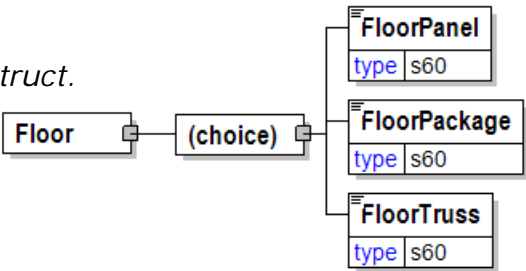 truct.
Floor
(choice)
FloorPanel
type s60
FloorPackage
type s60
FloorTruss
type s60